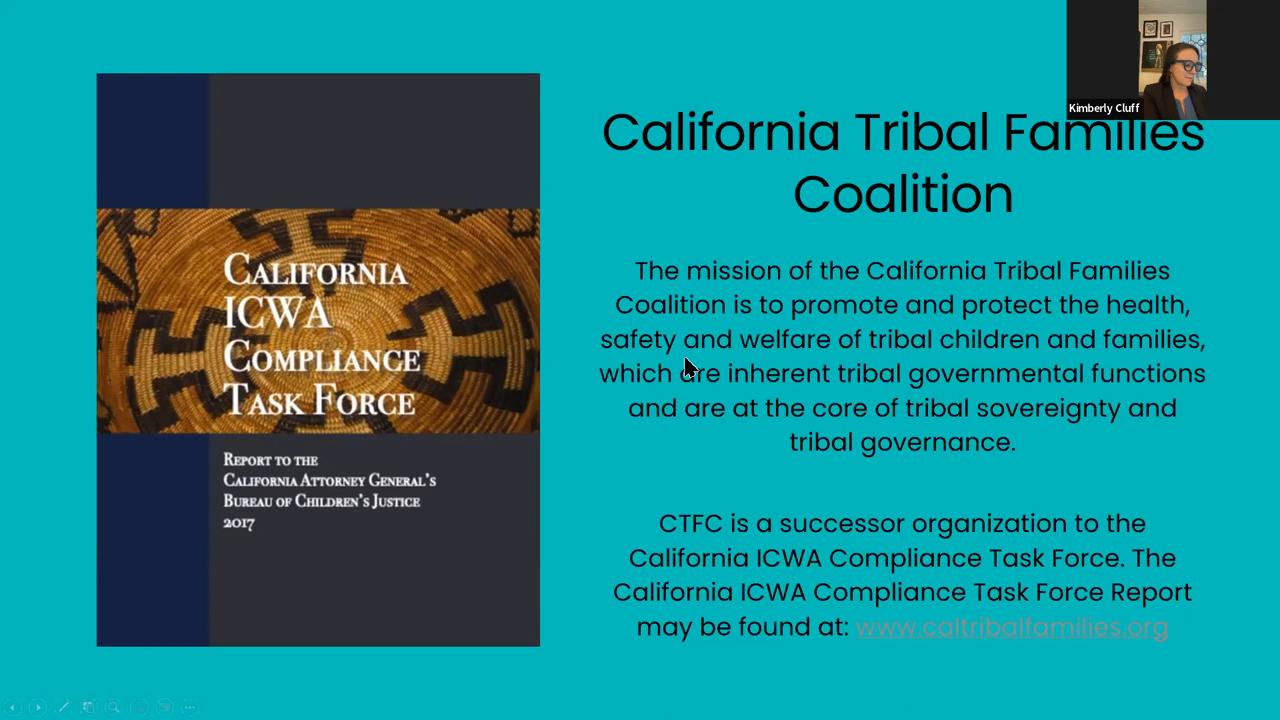 Kimberly Cluff
California Tribal Families
Coalition
The mission of the California Tribal Families
Coalition is to promote and protect the health,
safety and welfare of tribal children and families,
which are inherent tribal governmental functions
and are at the core of tribal sovereignty and
tribal governance.
CTFC is a successor organization to the
California ICWA Compliance Task Force. The
California ICWA Compliance Task Force Report
may be found at: www.caltribalfamilies.org
CALIFORNIA
ICWA
COMPLIANCE
TASK FORCE
REPORT TO THE
CALIFORNIA ATTORNEY GENERAL'S
BUREAU OF CHILDREN'S JUSTICE
2017